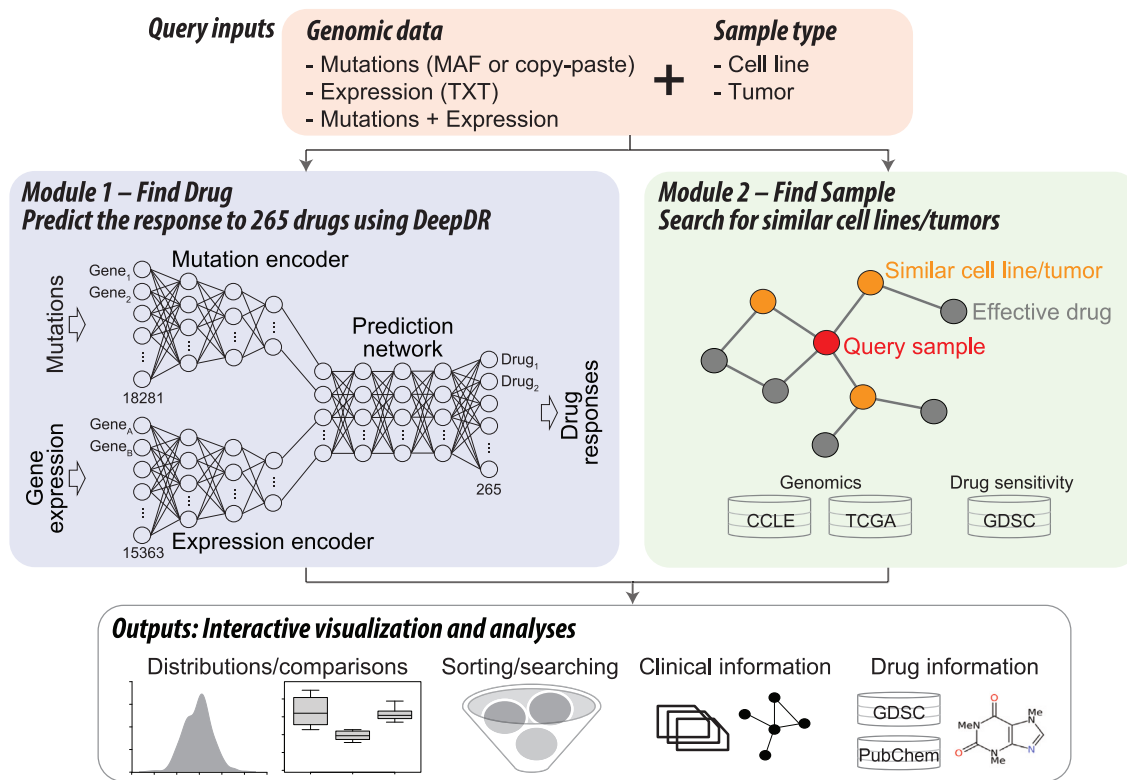 Query inputs
Genomic data
- Mutations (MAF or copy-paste)
- Expression (TXT)
- Mutations + Expression
+
Sample type
- Cell line
- Tumor
Module 1 – Find Drug
Predict the response to 265 drugs using DeepDR
Mutation encoder
Mutations
Gene1
Gene2
18281
Gene expression
GeneA
GeneB
15363
Expression encoder
Prediction
network
Drug1
Drug2
265
Drug
responses
Module 2 – Find Sample
Search for similar cell lines/tumors
Similar cell line/tumor
Effective drug
Query sample
Genomics
CCLE
TCGA
Drug sensitivity
GDSC
Outputs: Interactive visualization and analyses
Distributions/comparisons
Sorting/searching
Clinical information
Drug information
GDSC
PubChem
O
Me
MeN
N
N
O
N
N
Me